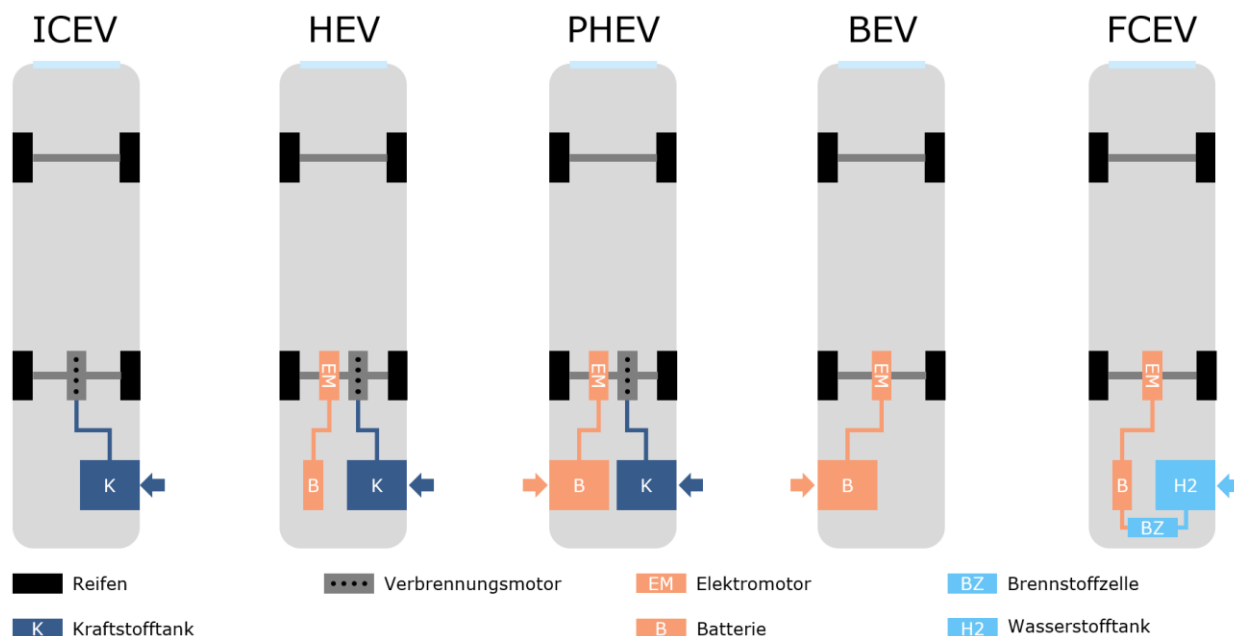 ICEV HEV PHEV BEV FCEV
EM EM EM EM
K B K B K B B H2
BZ
Reifen Verbrennungsmotor EM Elektromotor BZ Brennstoffzelle
K Kraftstofftank B Batterie H2 Wasserstofftank